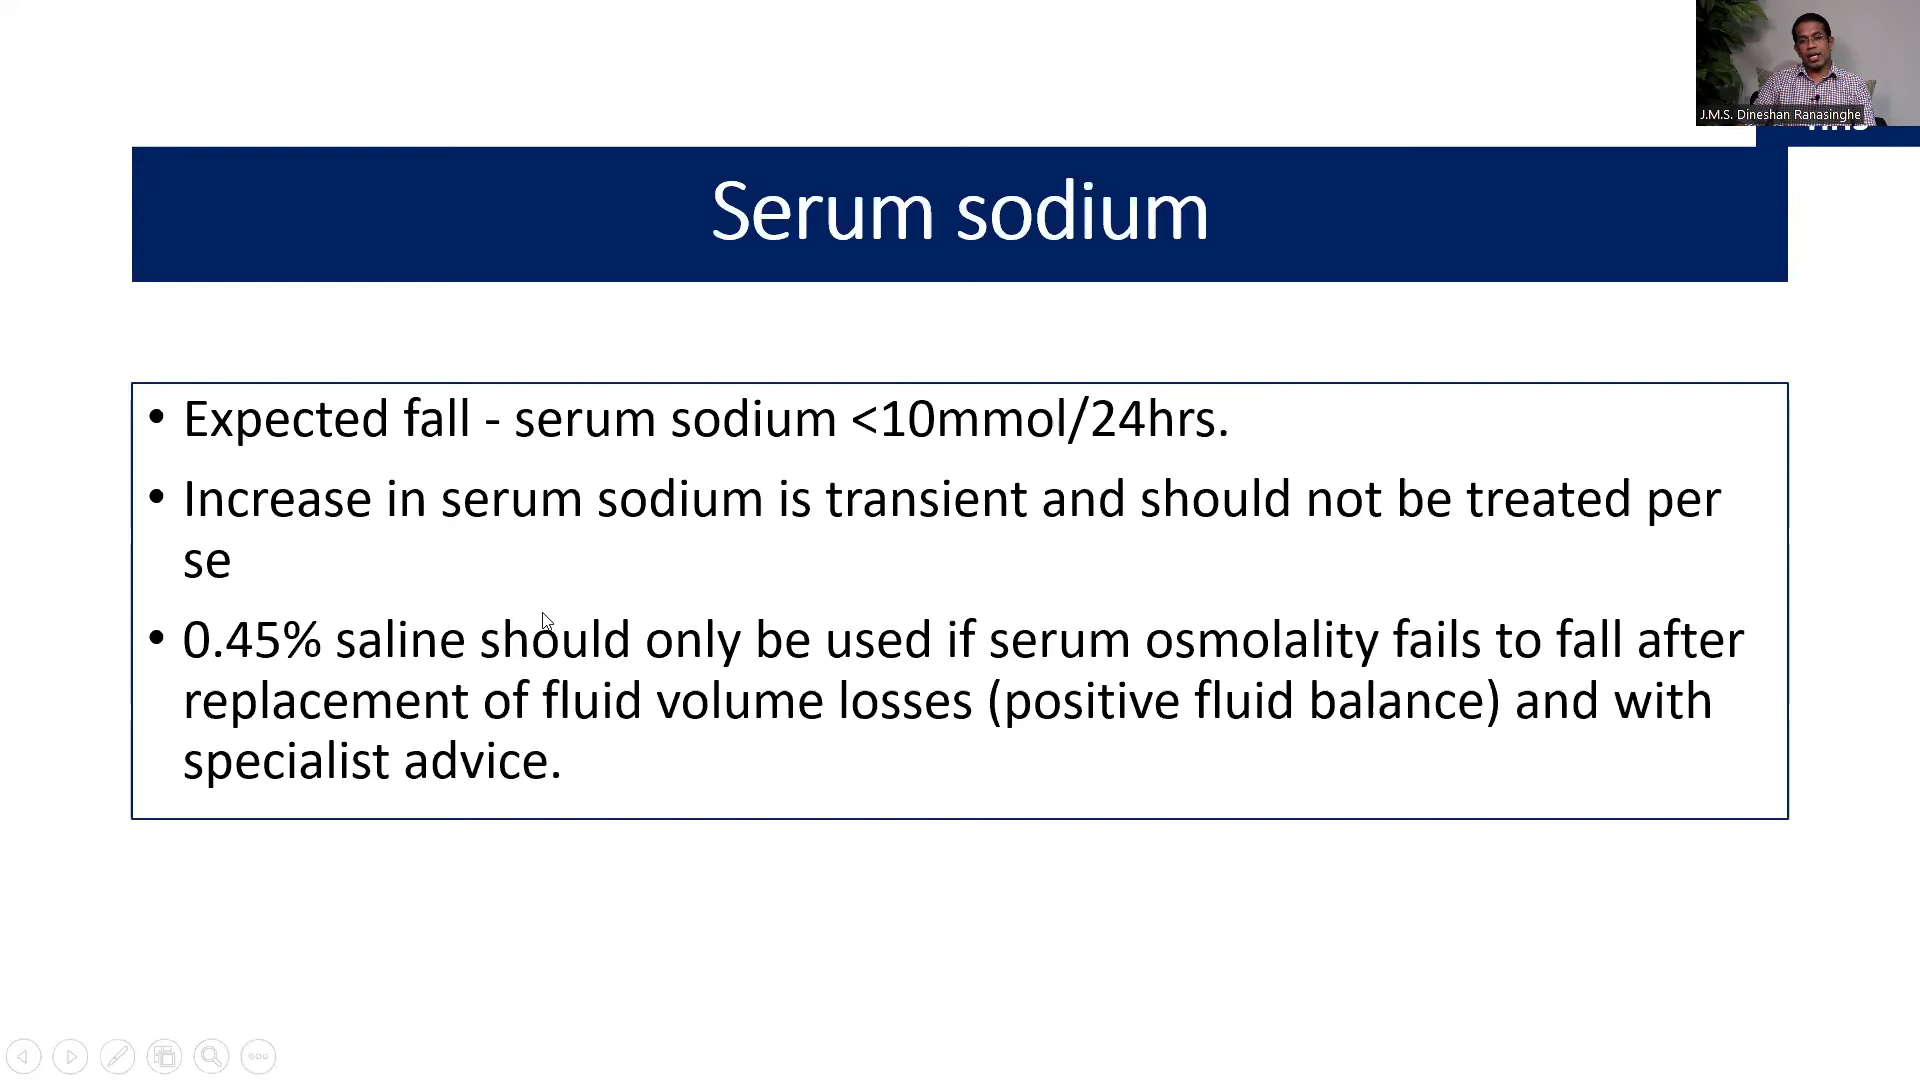 J.M.S. Dineshan Ranasinghe
Serum sodium
• Expected fall - serum sodium <10mmol/24hrs.
• Increase in serum sodium is transient and should not be treated per
se
• 0.45% saline should only be used if serum osmolality fails to fall after
replacement of fluid volume losses (positive fluid balance) and with
specialist advice.